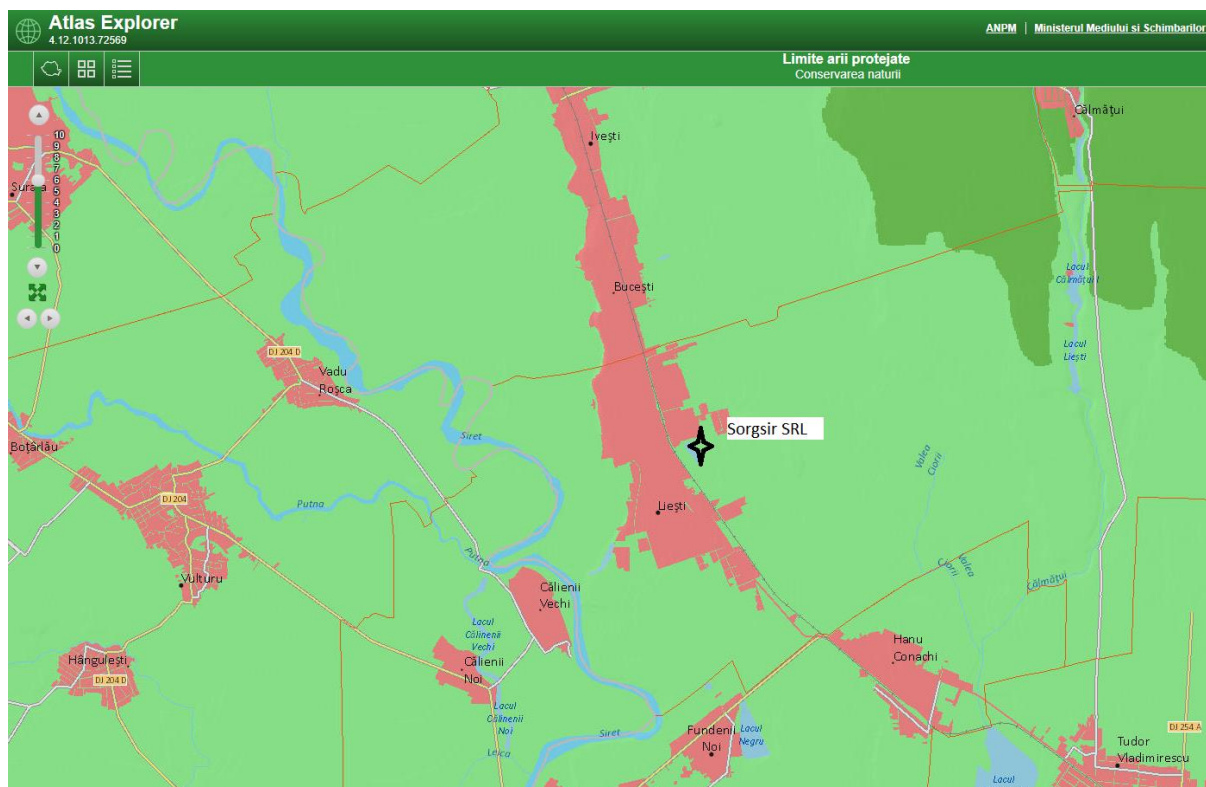 Atlas Explorer
4.12.1013.72569
ANPM | Ministerul Mediului si Schimbarilor
Limite arii protejate
Conservarea naturii
10
9
8
7
6
5
4
3
2
1
0
Călmățui
Ivești
Suraia
Lacul
Călmățui I
Bucești
Lacul
Liești
DJ 204 D
Vadu
Roșca
Sorgsir SRL
Siret
Boțârlău
Valea
Ciorii
DJ 204
Putna
Liești
Putna
Valea
Ciorii
Călmățui
Vulturu
Călienii
Vechi
Lacul
Călinenii
Vechi
Hanu
Conachi
Hângulești
Călienii
Noi
DJ 204 D
Lacul
Călinenii
Noi
Siret
Fundenii
Noi
Lacul
Negru
DJ 254 A
Tudor
Vladimirescu
Leica
Lacul